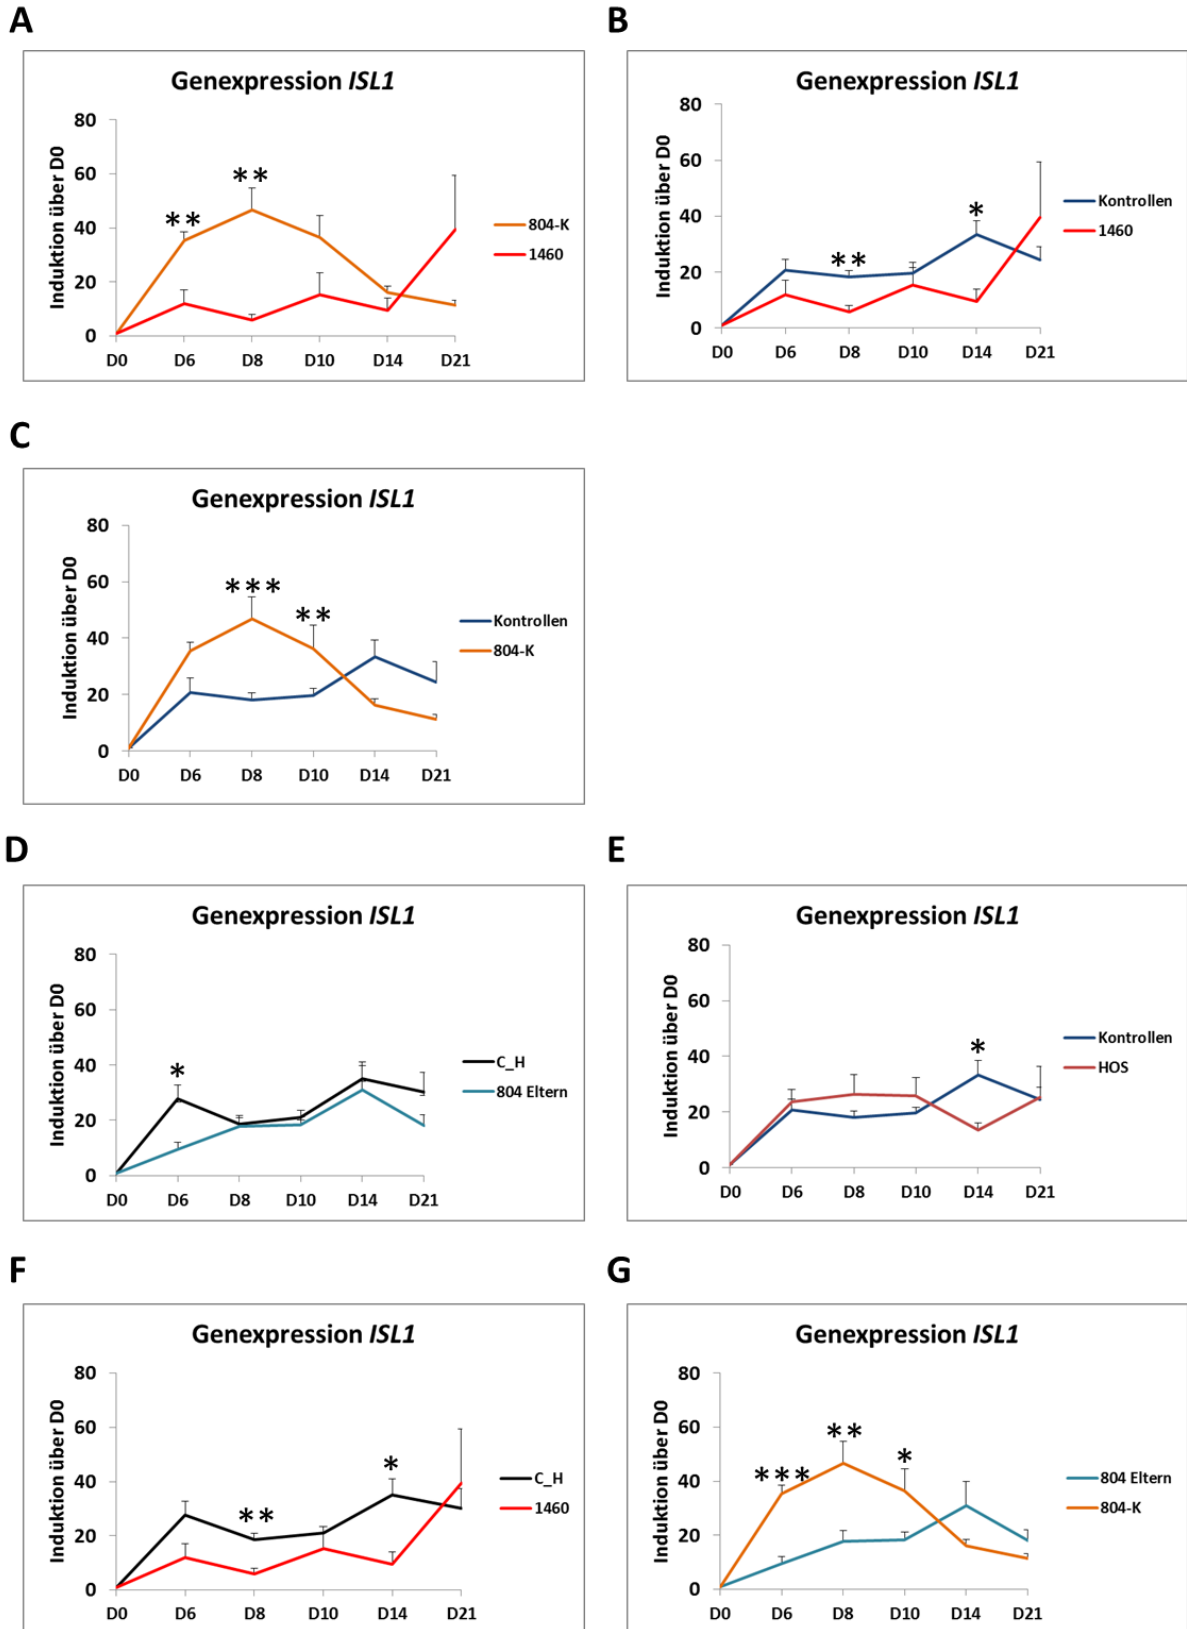 A
Genexpression ISL1
Induktion über D0
80
60
40
20
0
**
**
D0 D6 D8 D10 D14 D21
804-K
1460
B
Genexpression ISL1
Induktion über D0
80
60
40
20
0
**
*
D0 D6 D8 D10 D14 D21
Kontrollen
1460
C
Genexpression ISL1
Induktion über D0
80
60
40
20
0
***
**
D0 D6 D8 D10 D14 D21
Kontrollen
804-K
D
Genexpression ISL1
Induktion über D0
80
60
40
20
0
*
D0 D6 D8 D10 D14 D21
C_H
804 Eltern
E
Genexpression ISL1
Induktion über D0
80
60
40
20
0
*
D0 D6 D8 D10 D14 D21
Kontrollen
HOS
F
Genexpression ISL1
Induktion über D0
80
60
40
20
0
**
*
D0 D6 D8 D10 D14 D21
C_H
1460
G
Genexpression ISL1
Induktion über D0
80
60
40
20
0
***
**
*
D0 D6 D8 D10 D14 D21
804 Eltern
804-K